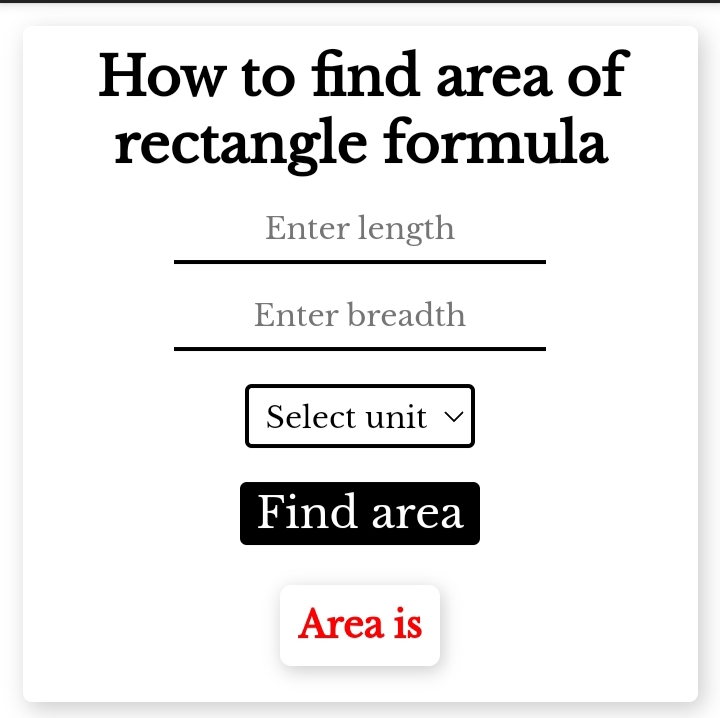 How to find area of
rectangle formula
Enter length
Enter breadth
Select unit
Find area
Area is